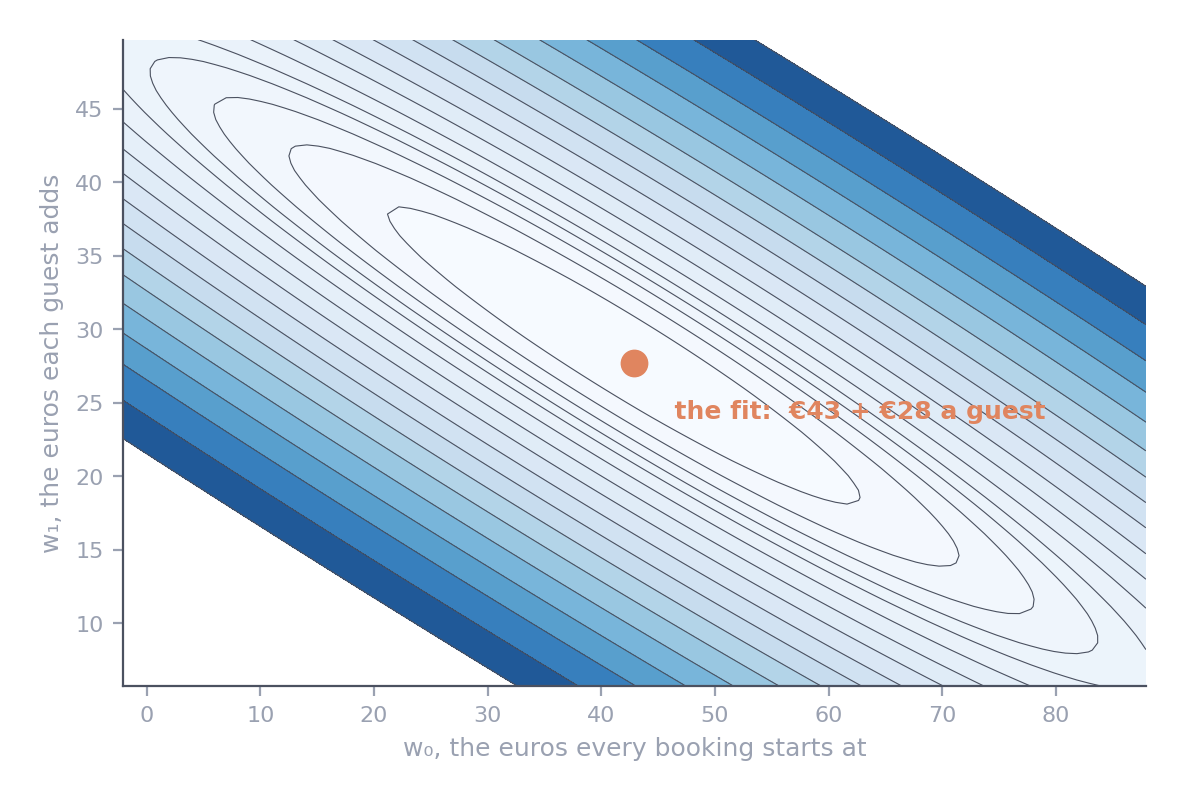 45
40
35
30
25
20
15
10
w₁, the euros each guest adds
the fit:  €43 + €28 a guest
0 10 20 30 40 50 60 70 80
w₀, the euros every booking starts at